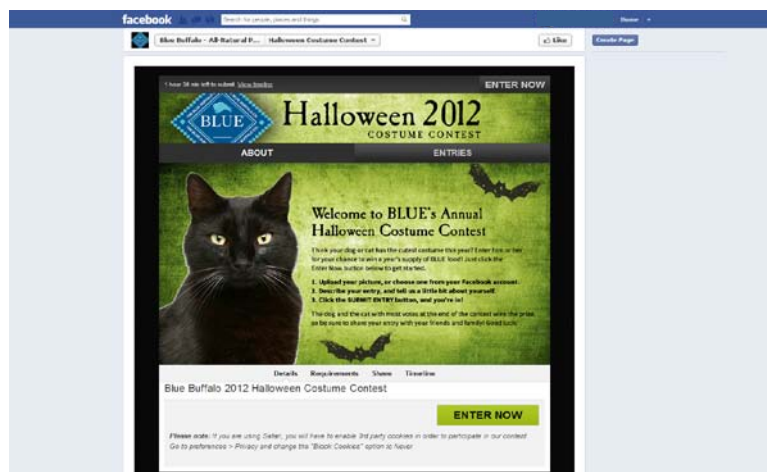 facebook Search for people, places and things Home
Blue Buffalo - All-Natural P... Halloween Costume Contest Like Create Page
1 hour 38 min left to submit View timeline ENTER NOW
BLUE Halloween 2012
COSTUME CONTEST
ABOUT ENTRIES
Welcome to BLUE's Annual
Halloween Costume Contest
Think your dog or cat has the cutest costume this year? Enter him or her
for your chance to win a year's supply of BLUE food! Just click the
Enter Now button below to get started.
1. Upload your picture, or choose one from your Facebook account.
2. Describe your entry, and tell us a little bit about yourself.
3. Click the SUBMIT ENTRY button, and you're in!
The dog and the cat with most votes at the end of the contest wins the prize
so be sure to share your entry with your friends and family! Good luck!
Details Requirements Share Timeline
Blue Buffalo 2012 Halloween Costume Contest
ENTER NOW
Please note: If you are using Safari, you will have to enable 3rd party cookies in order to participate in our contest
Go to preferences > Privacy and change the "Block Cookies" option to Never